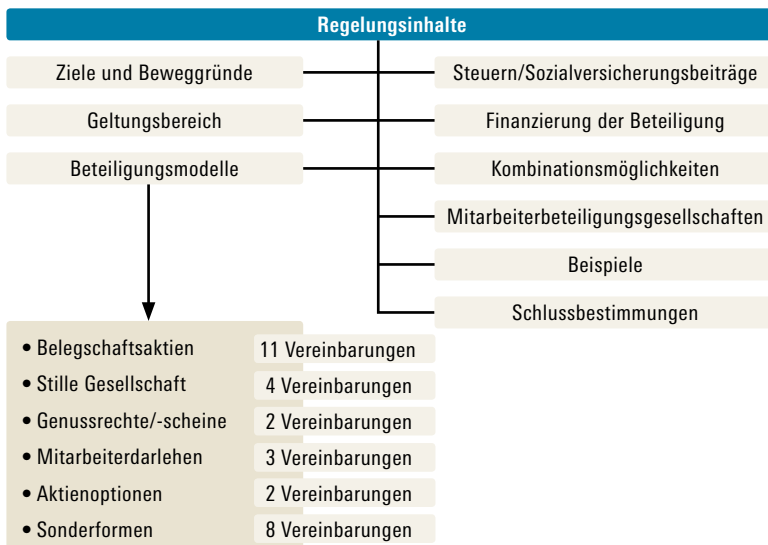 Regelungsinhalte
Ziele und Beweggründe
Steuern/Sozialversicherungsbeiträge
Geltungsbereich
Finanzierung der Beteiligung
Beteiligungsmodelle
Kombinationsmöglichkeiten
Mitarbeiterbeteiligungsgesellschaften
Beispiele
Schlussbestimmungen
• Belegschaftsaktien 11 Vereinbarungen
• Stille Gesellschaft 4 Vereinbarungen
• Genussrechte/-scheine 2 Vereinbarungen
• Mitarbeiterdarlehen 3 Vereinbarungen
• Aktienoptionen 2 Vereinbarungen
• Sonderformen 8 Vereinbarungen